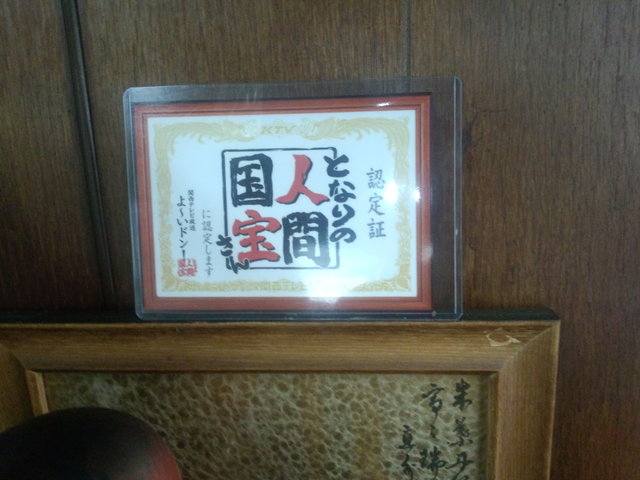 KTV
認定証
となりの
人間
国宝
さん
に認定します
関西テレビ放送
よ〜いドン!